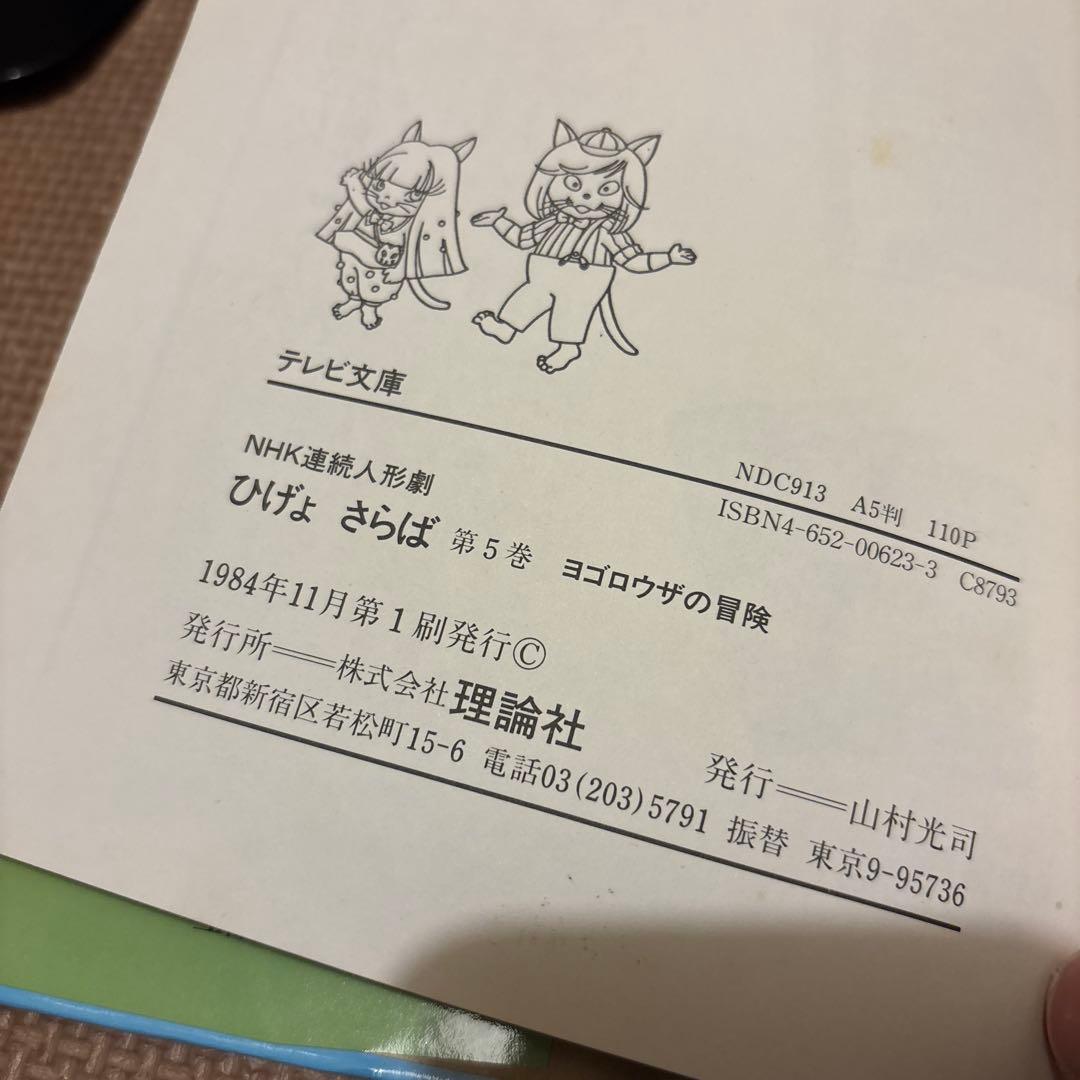 テレビ文庫
NDC913 A5判 110P
ISBN4-652-00623-3 C8793
NHK連続人形劇
ひげよ さらば 第5巻 ヨゴロウザの冒険
1984年11月第1刷発行©
発行所══株式会社理論社 発行══山村光司
東京都新宿区若松町15-6 電話03(203)5791 振替 東京9-95736